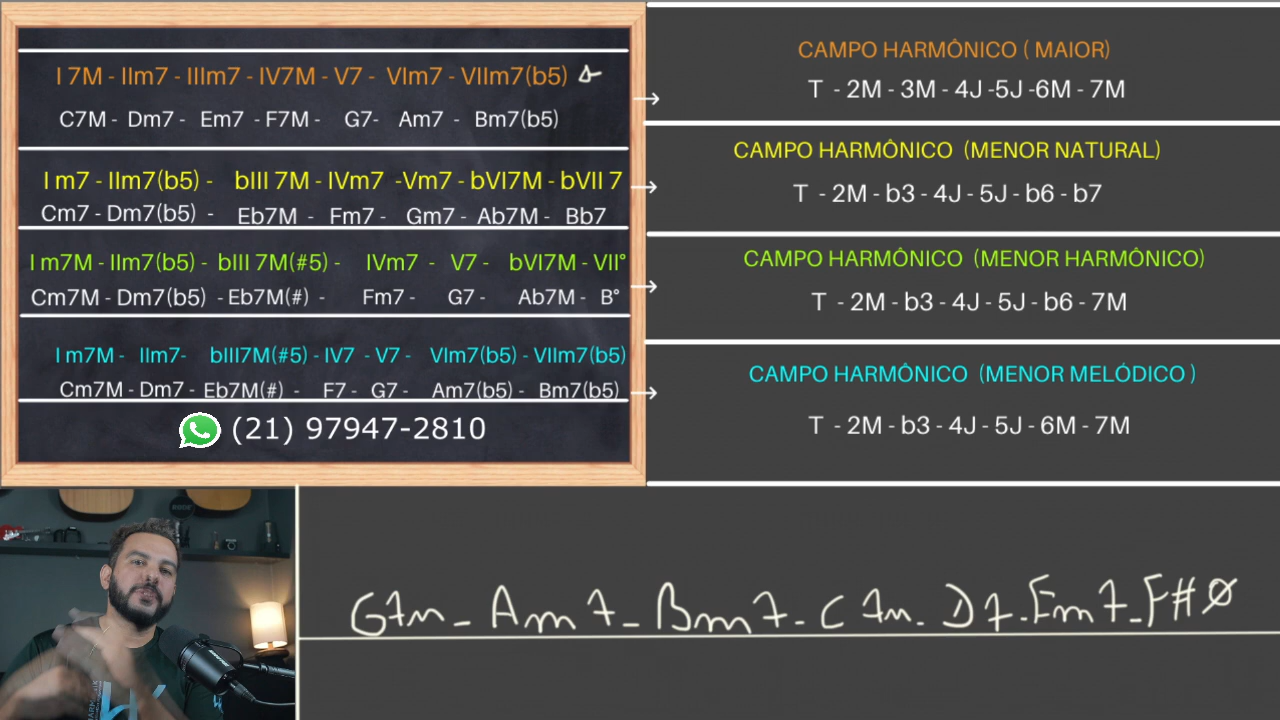 I 7M - IIm7 - IIIm7 - IV7M - V7 - VIm7 - VIIm7(b5)
C7M - Dm7 - Em7 - F7M - G7- Am7 - Bm7(b5)
I m7 - IIm7(b5) - bIII 7M - IVm7 -Vm7 - bVI7M - bVII 7
Cm7 - Dm7(b5) - Eb7M - Fm7 - Gm7 - Ab7M - Bb7
I m7M - IIm7(b5) - bIII 7M(#5) - IVm7 - V7 - bVI7M - VII°
Cm7M - Dm7(b5) - Eb7M(#) - Fm7 - G7 - Ab7M - B°
I m7M - IIm7- bIII7M(#5) - IV7 - V7 - VIm7(b5) - VIIm7(b5)
Cm7M - Dm7 - Eb7M(#) - F7 - G7 - Am7(b5) - Bm7(b5)
(21) 97947-2810
CAMPO HARMÔNICO ( MAIOR)
T - 2M - 3M - 4J -5J -6M - 7M
CAMPO HARMÔNICO (MENOR NATURAL)
T - 2M - b3 - 4J - 5J - b6 - b7
CAMPO HARMÔNICO (MENOR HARMÔNICO)
T - 2M - b3 - 4J - 5J - b6 - 7M
CAMPO HARMÔNICO (MENOR MELÓDICO )
T - 2M - b3 - 4J - 5J - 6M - 7M
G7M - Am7 - Bm7 - C7M - D7 - Em7 - F#ø